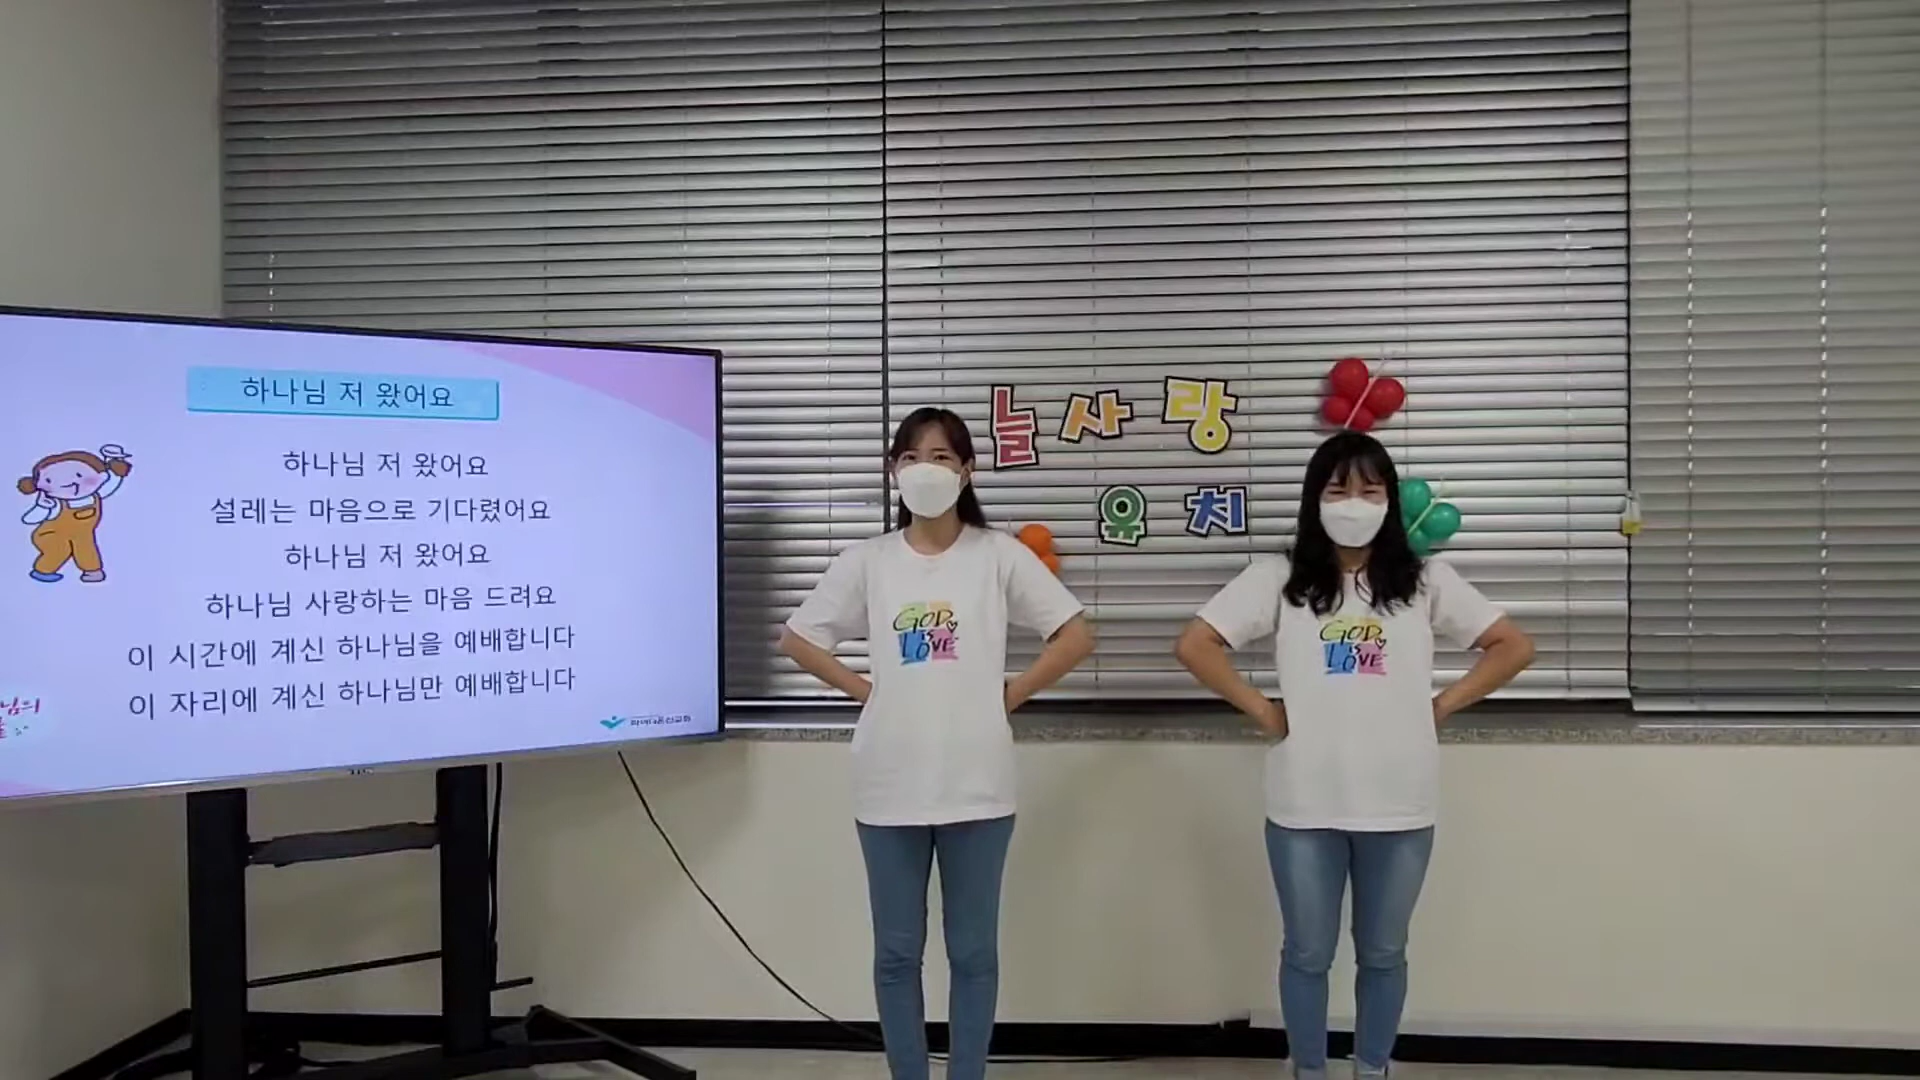 하나님 저 왔어요
하나님 저 왔어요
설레는 마음으로 기다렸어요
하나님 저 왔어요
하나님 사랑하는 마음 드려요
이 시간에 계신 하나님을 예배합니다
이 자리에 계신 하나님만 예배합니다
늘사랑
유치
GOD
is
LOVE
GOD
is
LOVE